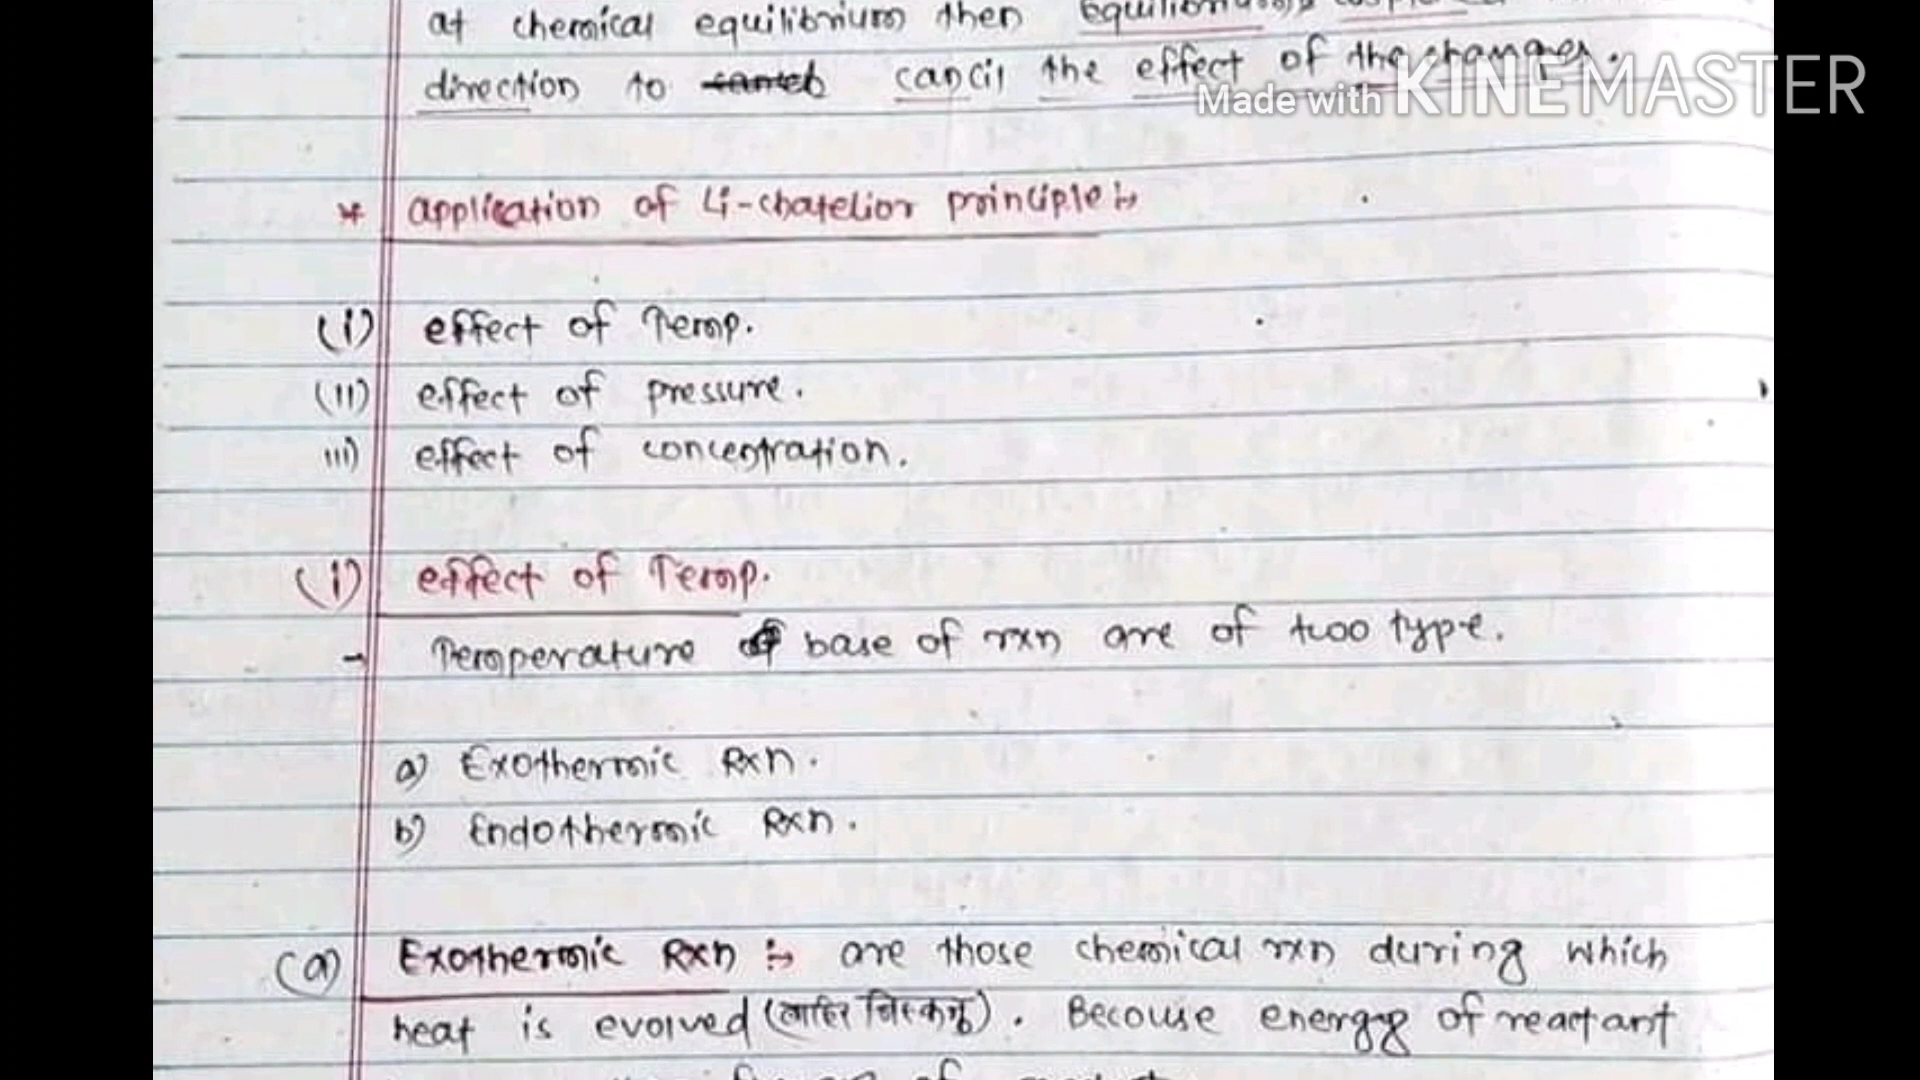 at chemical equilibrium then equilibrium
direction to cancil the effect of the changes.
Made with KINEMASTER
* application of Li-chatelior principle :-
(i) effect of Temp.
(ii) effect of pressure.
iii) effect of concentration.
(i) effect of Temp.
→ Temperature base of rxn are of two type.
a) Exothermic Rxn.
b) Endothermic Rxn.
(a) Exothermic Rxn :- are those chemical rxn during which
heat is evolved (बाहिर निस्कनु). Becouse energy of reactant